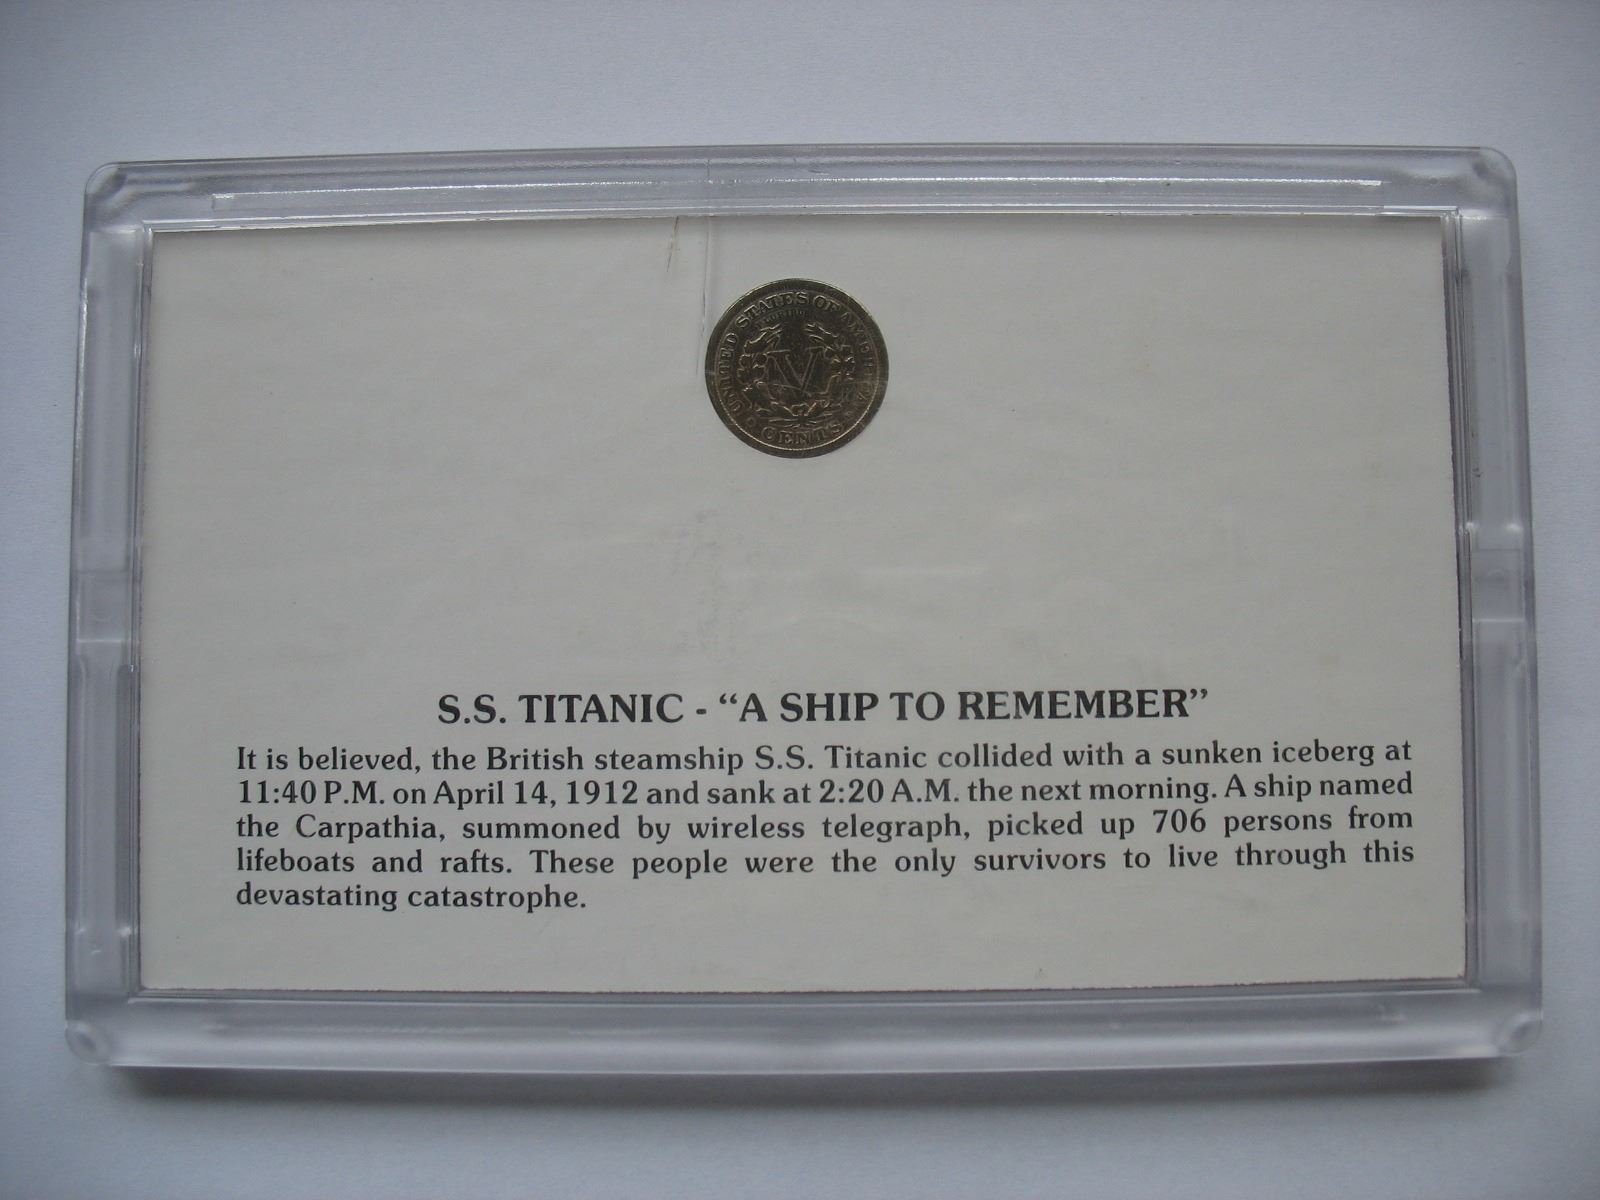 UNITED STATES OF AMERICA
E PLURIBUS UNUM
V
CENTS
S.S. TITANIC - “A SHIP TO REMEMBER”
It is believed, the British steamship S.S. Titanic collided with a sunken iceberg at
11:40 P.M. on April 14, 1912 and sank at 2:20 A.M. the next morning. A ship named
the Carpathia, summoned by wireless telegraph, picked up 706 persons from
lifeboats and rafts. These people were the only survivors to live through this
devastating catastrophe.